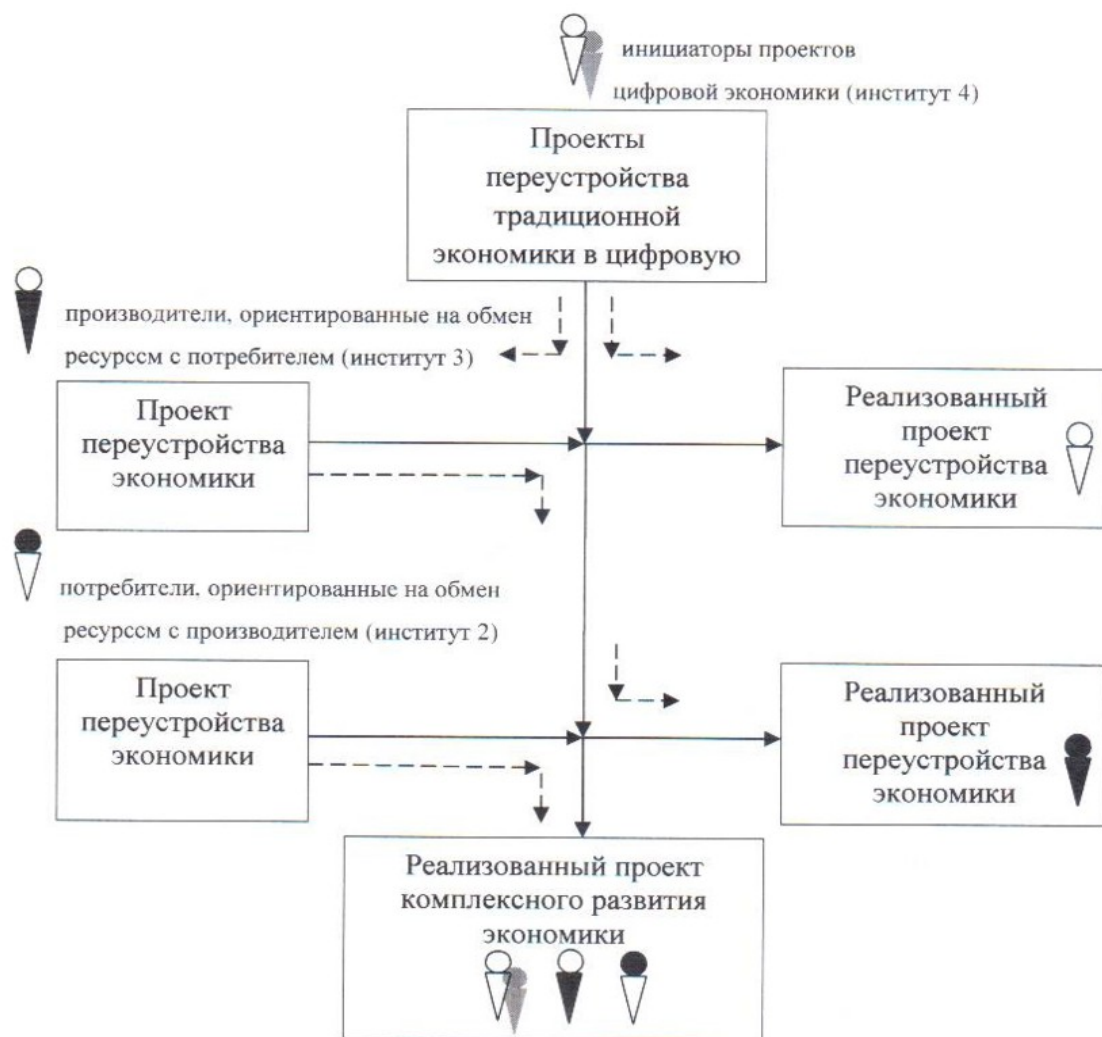 инициаторы проектов
цифровой экономики (институт 4)
Проекты
переустройства
традиционной
экономики в цифровую
производители, ориентированные на обмен
ресурссм с потребителем (институт 3)
Проект
переустройства
экономики
Реализованный
проект
переустройства
экономики
потребители, ориентированные на обмен
ресурссм с производителем (институт 2)
Проект
переустройства
экономики
Реализованный
проект
переустройства
экономики
Реализованный проект
комплексного развития
экономики